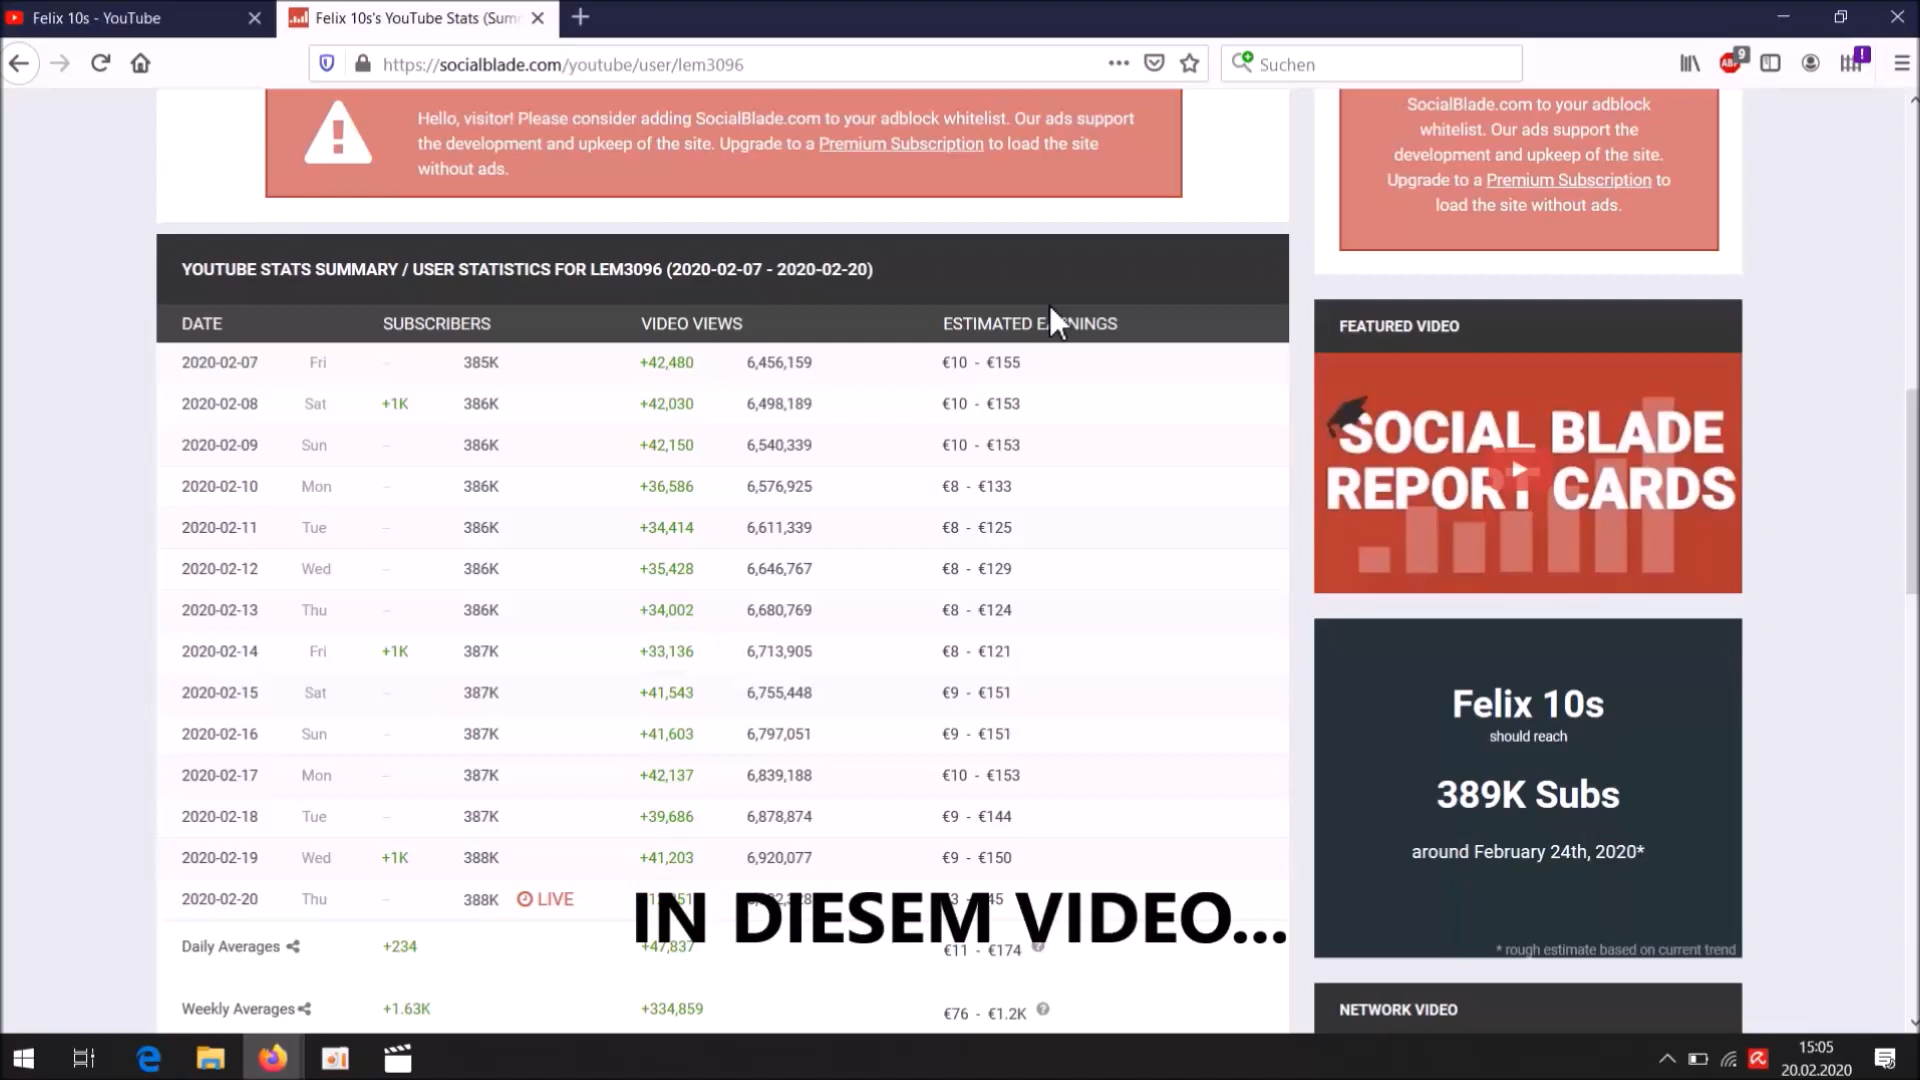 Felix 10s - YouTube
Felix 10s's YouTube Stats (Sum
https://socialblade.com/youtube/user/lem3096
Suchen
9
Hello, visitor! Please consider adding SocialBlade.com to your adblock whitelist. Our ads support
the development and upkeep of the site. Upgrade to a Premium Subscription to load the site
without ads.
SocialBlade.com to your adblock
whitelist. Our ads support the
development and upkeep of the site.
Upgrade to a Premium Subscription to
load the site without ads.
YOUTUBE STATS SUMMARY / USER STATISTICS FOR LEM3096 (2020-02-07 - 2020-02-20)
DATE SUBSCRIBERS VIDEO VIEWS ESTIMATED EARNINGS
2020-02-07 Fri -- 385K +42,480 6,456,159 €10 - €155
2020-02-08 Sat +1K 386K +42,030 6,498,189 €10 - €153
2020-02-09 Sun -- 386K +42,150 6,540,339 €10 - €153
2020-02-10 Mon -- 386K +36,586 6,576,925 €8 - €133
2020-02-11 Tue -- 386K +34,414 6,611,339 €8 - €125
2020-02-12 Wed -- 386K +35,428 6,646,767 €8 - €129
2020-02-13 Thu -- 386K +34,002 6,680,769 €8 - €124
2020-02-14 Fri +1K 387K +33,136 6,713,905 €8 - €121
2020-02-15 Sat -- 387K +41,543 6,755,448 €9 - €151
2020-02-16 Sun -- 387K +41,603 6,797,051 €9 - €151
2020-02-17 Mon -- 387K +42,137 6,839,188 €10 - €153
2020-02-18 Tue -- 387K +39,686 6,878,874 €9 - €144
2020-02-19 Wed +1K 388K +41,203 6,920,077 €9 - €150
2020-02-20 Thu -- 388K LIVE
IN DIESEM VIDEO...
Daily Averages +234 +47,837 €11 - €174
Weekly Averages +1.63K +334,859 €76 - €1.2K
FEATURED VIDEO
SOCIAL BLADE
REPORT CARDS
Felix 10s
should reach
389K Subs
around February 24th, 2020*
* rough estimate based on current trend
NETWORK VIDEO
15:05
20.02.2020